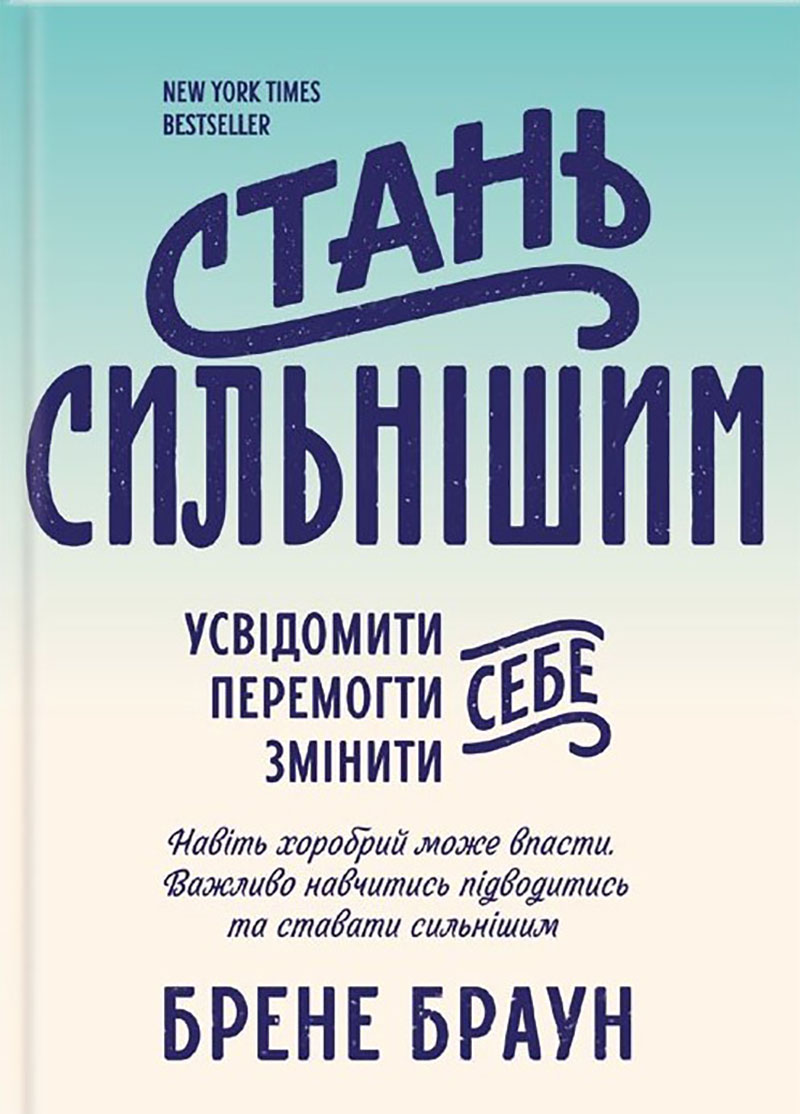 NEW YORK TIMES
BESTSELLER
СТАНЬ
СИЛЬНІШИМ
УСВІДОМИТИ
ПЕРЕМОГТИ СЕБЕ
ЗМІНИТИ
Навіть хоробрий може впасти.
Важливо навчитись підводитись
та ставати сильнішим
БРЕНЕ БРАУН